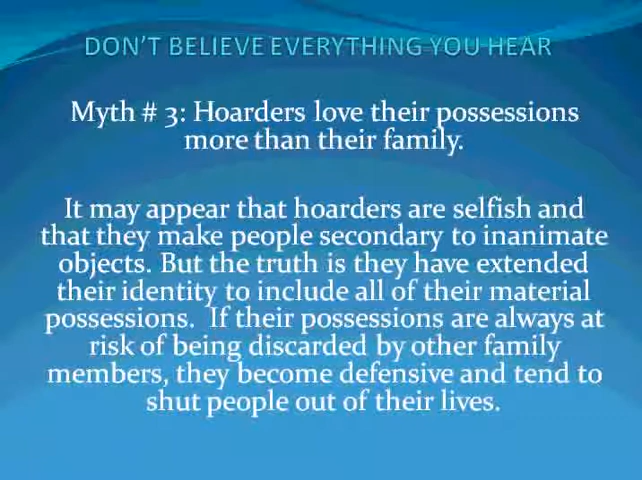 DON'T BELIEVE EVERYTHING YOU HEAR
Myth # 3: Hoarders love their possessions
more than their family.
It may appear that hoarders are selfish and
that they make people secondary to inanimate
objects. But the truth is they have extended
their identity to include all of their material
possessions.  If their possessions are always at
risk of being discarded by other family
members, they become defensive and tend to
shut people out of their lives.